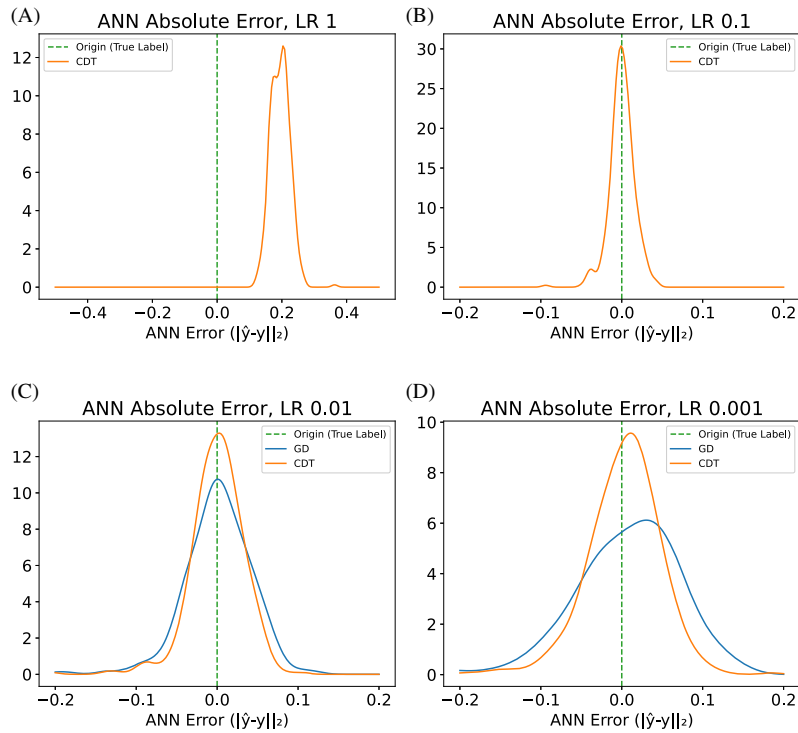 (A)
ANN Absolute Error, LR 1
Origin (True Label)
CDT
12
10
8
6
4
2
0
−0.4 −0.2 0.0 0.2 0.4
ANN Error (|ŷ-y||₂)
(B)
ANN Absolute Error, LR 0.1
Origin (True Label)
CDT
30
25
20
15
10
5
0
−0.2 −0.1 0.0 0.1 0.2
ANN Error (|ŷ-y||₂)
(C)
ANN Absolute Error, LR 0.01
Origin (True Label)
GD
CDT
12
10
8
6
4
2
0
−0.2 −0.1 0.0 0.1 0.2
ANN Error (|ŷ-y||₂)
(D)
ANN Absolute Error, LR 0.001
Origin (True Label)
GD
CDT
10
8
6
4
2
0
−0.2 −0.1 0.0 0.1 0.2
ANN Error (|ŷ-y||₂)